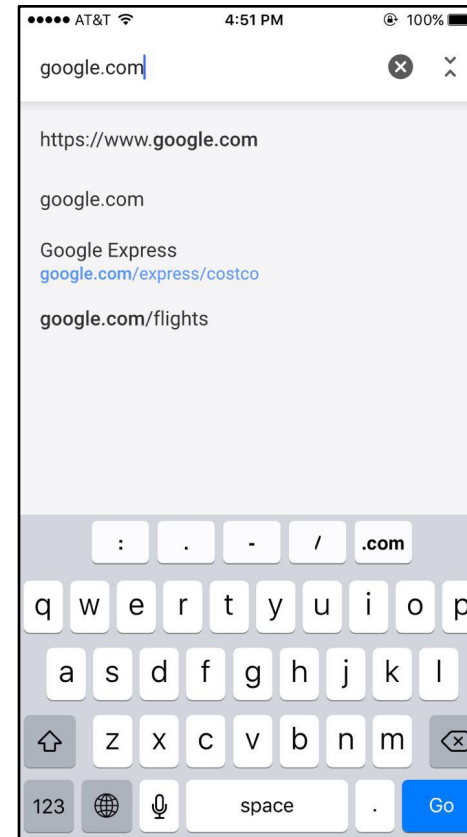 AT&T 4:51 PM 100%
google.com
https://www.google.com
google.com
Google Express
google.com/express/costco
google.com/flights
: . - / .com
q w e r t y u i o p
a s d f g h j k l
z x c v b n m
123 space . Go